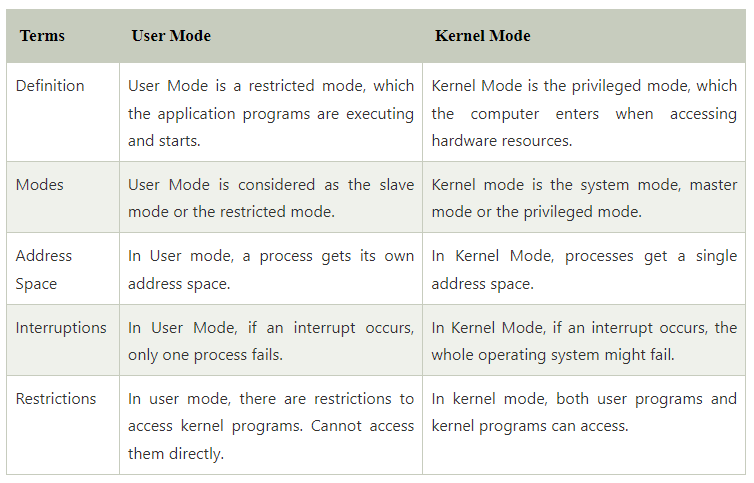 Terms User Mode Kernel Mode
Definition
User Mode is a restricted mode, which
the application programs are executing
and starts.
Kernel Mode is the privileged mode, which
the computer enters when accessing
hardware resources.
Modes
User Mode is considered as the slave
mode or the restricted mode.
Kernel mode is the system mode, master
mode or the privileged mode.
Address
Space
In User mode, a process gets its own
address space.
In Kernel Mode, processes get a single
address space.
Interruptions
In User Mode, if an interrupt occurs,
only one process fails.
In Kernel Mode, if an interrupt occurs, the
whole operating system might fail.
Restrictions
In user mode, there are restrictions to
access kernel programs. Cannot access
them directly.
In kernel mode, both user programs and
kernel programs can access.